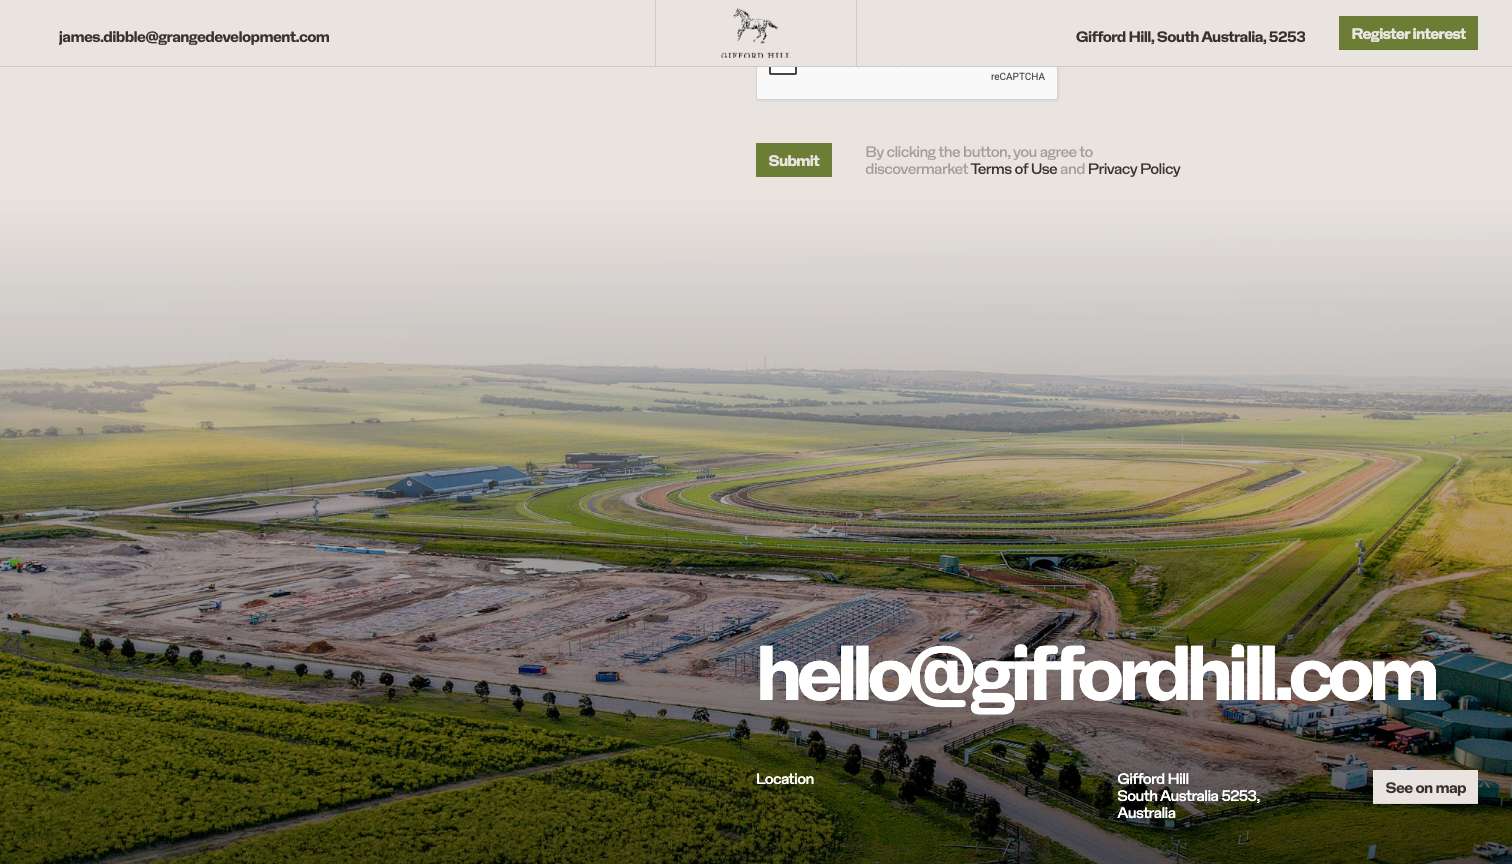 james.dibble@grangedevelopment.com
GIFFORD HILL
Gifford Hill, South Australia, 5253
Register interest
reCAPTCHA
Submit
By clicking the button, you agree to
discovermarket Terms of Use and Privacy Policy
hello@giffordhill.com
Location
Gifford Hill
South Australia 5253,
Australia
See on map